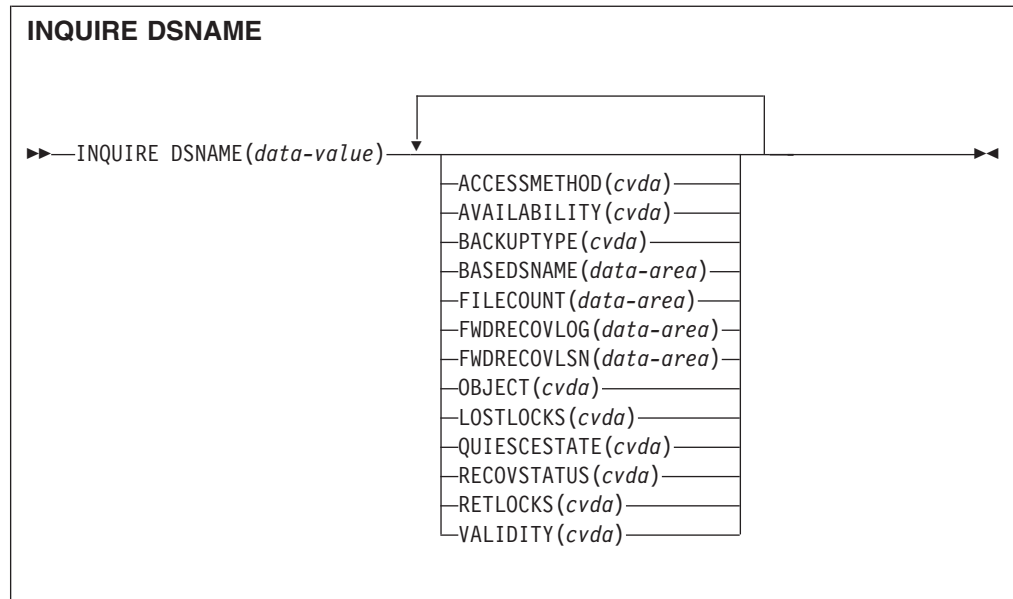 INQUIRE DSNAME
INQUIRE DSNAME(data-value)
ACCESSMETHOD(cvda)
AVAILABILITY(cvda)
BACKUPTYPE(cvda)
BASEDSNAME(data-area)
FILECOUNT(data-area)
FWDRECOVLOG(data-area)
FWDRECOVLSN(data-area)
OBJECT(cvda)
LOSTLOCKS(cvda)
QUIESCESTATE(cvda)
RECOVSTATUS(cvda)
RETLOCKS(cvda)
VALIDITY(cvda)